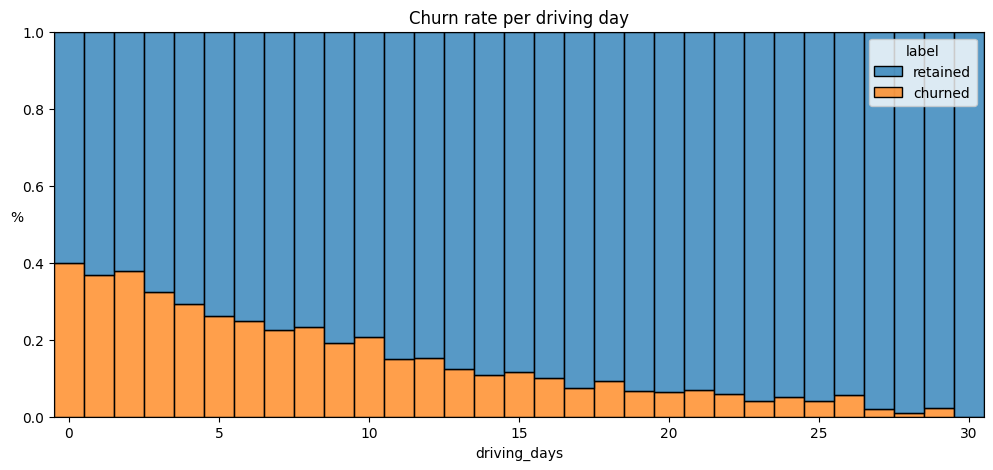 Churn rate per driving day
1.0
0.8
0.6
%
0.4
0.2
0.0
label
retained
churned
0 5 10 15 20 25 30
driving_days